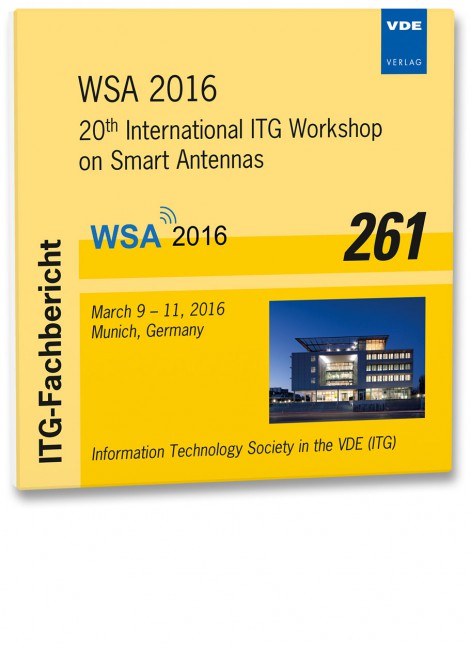 VDE
VERLAG
WSA 2016
20th International ITG Workshop
on Smart Antennas
WSA 2016
261
ITG-Fachbericht
March 9 – 11, 2016
Munich, Germany
Information Technology Society in the VDE (ITG)